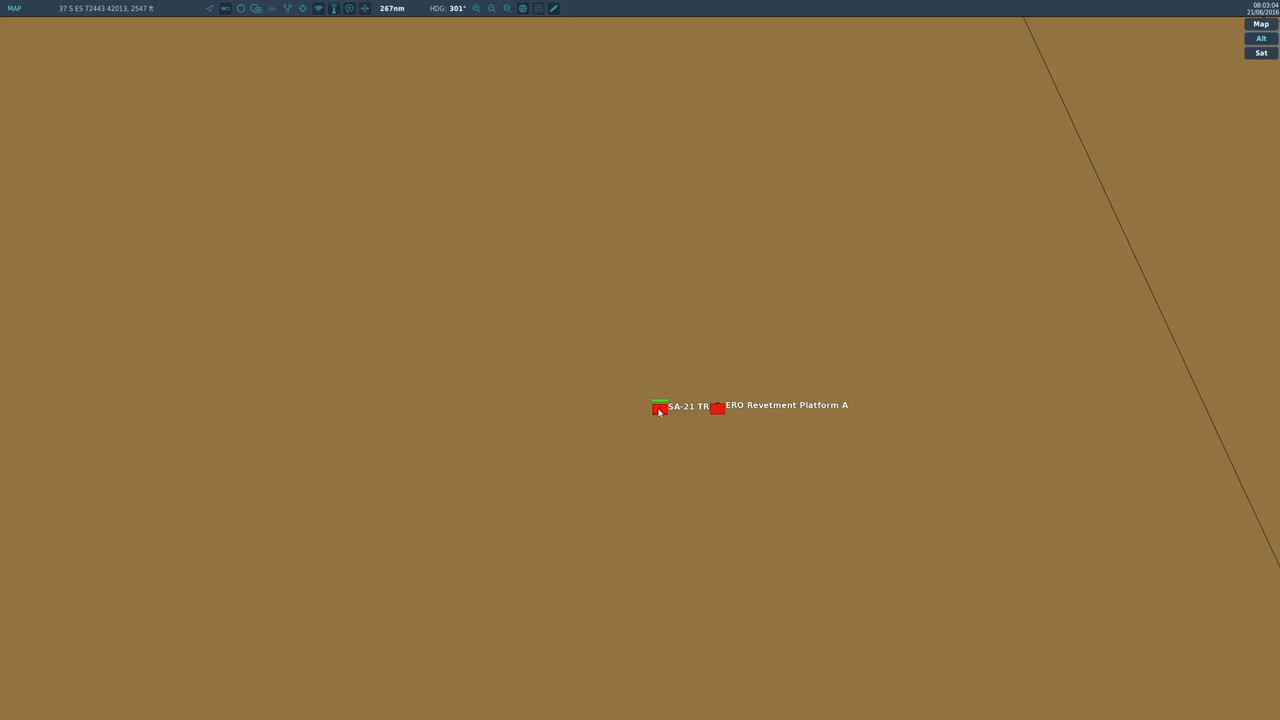 MAP
37 S ES 72443 42013, 2547 ft
267nm
HDG: 301°
08:03:04
21/06/2016
Map
Alt
Sat
SA-21 TR
ERO Revetment Platform A